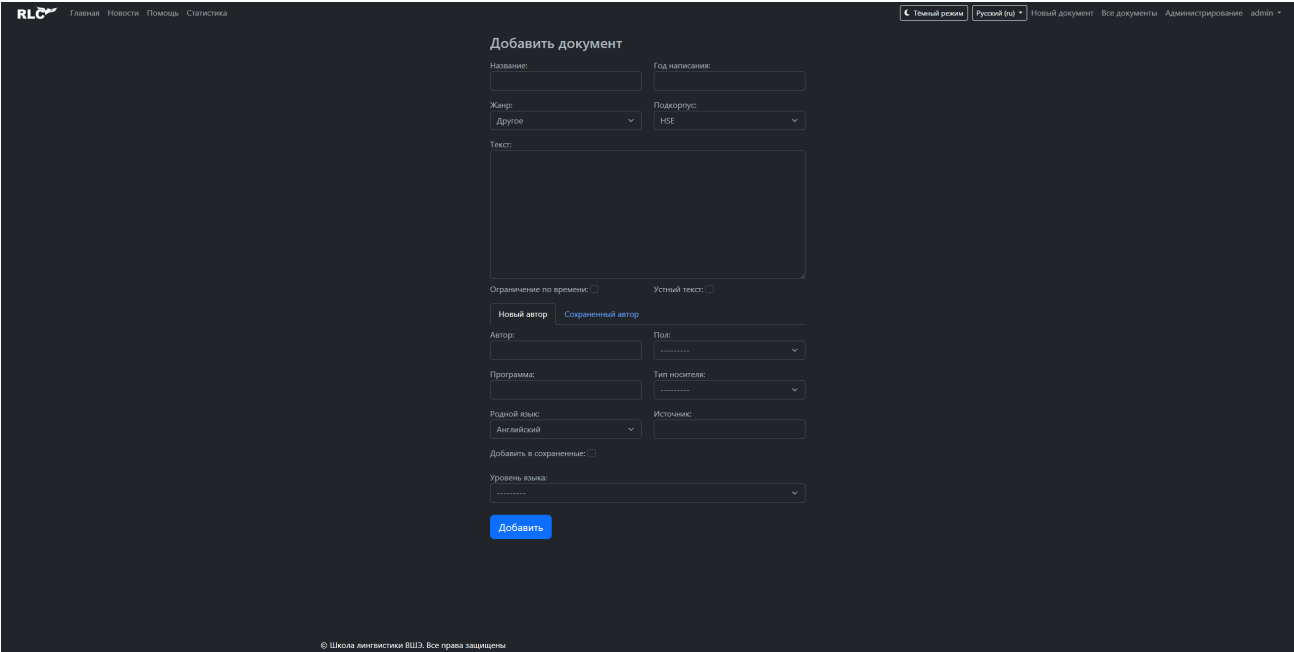 RLC Главная Новости Помощь Статистика Тёмный режим Русский (ru) Новый документ Все документы Администрирование admin
Добавить документ
Название: Год написания:
Жанр: Подкорпус:
Другое HSE
Текст:
Ограничение по времени: Устный текст:
Новый автор Сохраненный автор
Автор: Пол:
---------
Программа: Тип носителя:
---------
Родной язык: Источник:
Английский
Добавить в сохраненные:
Уровень языка:
---------
Добавить
© Школа лингвистики ВШЭ. Все права защищены